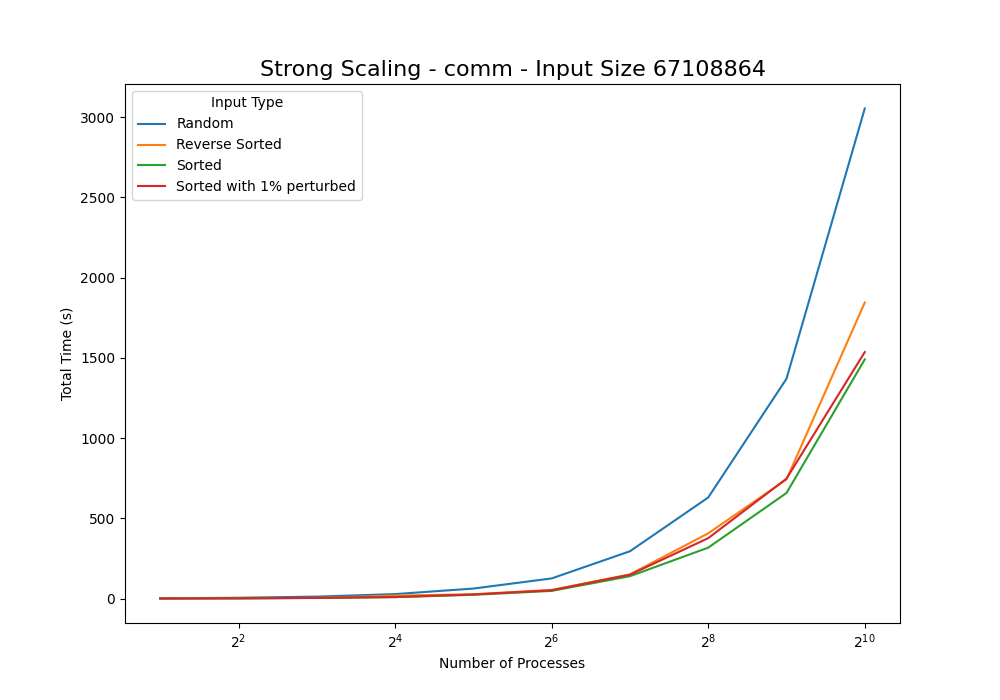 Strong Scaling - comm - Input Size 67108864
Input Type
Random
Reverse Sorted
Sorted
Sorted with 1% perturbed
Total Time (s)
3000
2500
2000
1500
1000
500
0
2^2 2^4 2^6 2^8 2^10
Number of Processes